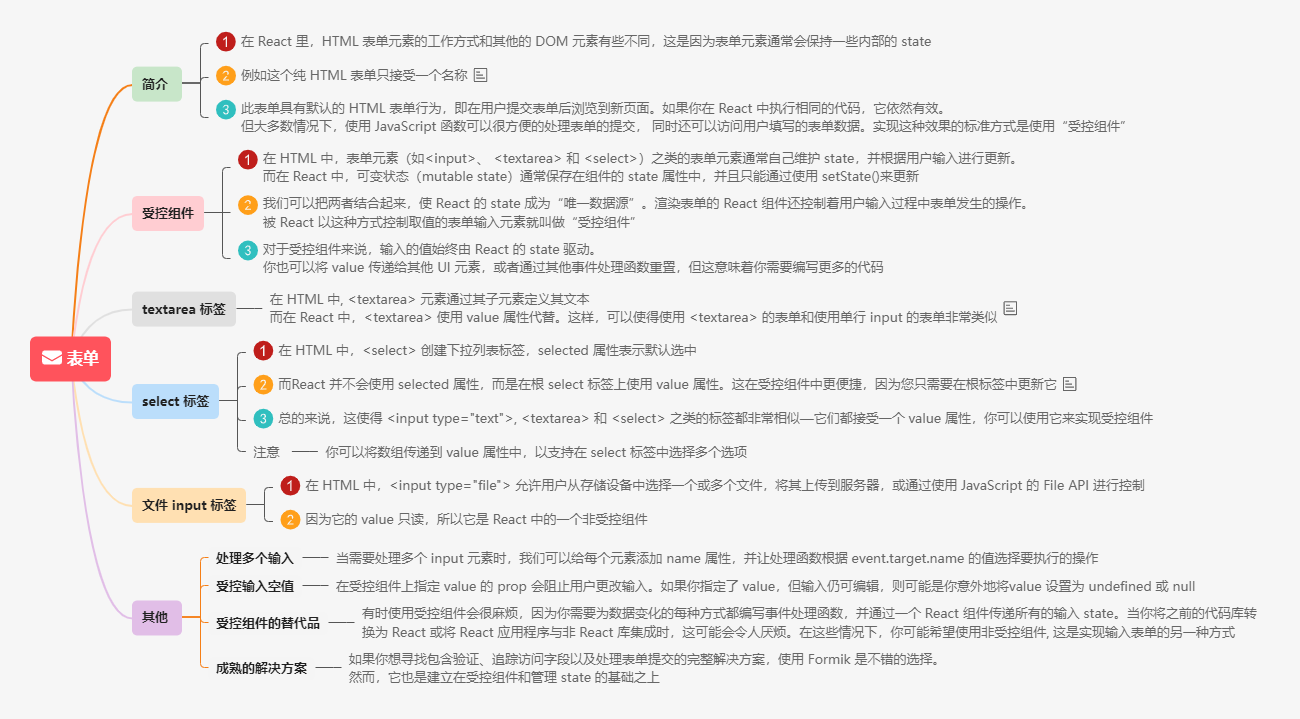 表单
简介
1 在 React 里，HTML 表单元素的工作方式和其他的 DOM 元素有些不同，这是因为表单元素通常会保持一些内部的 state
2 例如这个纯 HTML 表单只接受一个名称
3 此表单具有默认的 HTML 表单行为，即在用户提交表单后浏览到新页面。如果你在 React 中执行相同的代码，它依然有效。
但大多数情况下，使用 JavaScript 函数可以很方便的处理表单的提交， 同时还可以访问用户填写的表单数据。实现这种效果的标准方式是使用“受控组件”
受控组件
1 在 HTML 中，表单元素（如<input>、 <textarea> 和 <select>）之类的表单元素通常自己维护 state，并根据用户输入进行更新。
而在 React 中，可变状态（mutable state）通常保存在组件的 state 属性中，并且只能通过使用 setState()来更新
2 我们可以把两者结合起来，使 React 的 state 成为“唯一数据源”。渲染表单的 React 组件还控制着用户输入过程中表单发生的操作。
被 React 以这种方式控制取值的表单输入元素就叫做“受控组件”
3 对于受控组件来说，输入的值始终由 React 的 state 驱动。
你也可以将 value 传递给其他 UI 元素，或者通过其他事件处理函数重置，但这意味着你需要编写更多的代码
textarea 标签
在 HTML 中, <textarea> 元素通过其子元素定义其文本
而在 React 中，<textarea> 使用 value 属性代替。这样，可以使得使用 <textarea> 的表单和使用单行 input 的表单非常类似
select 标签
1 在 HTML 中，<select> 创建下拉列表标签，selected 属性表示默认选中
2 而React 并不会使用 selected 属性，而是在根 select 标签上使用 value 属性。这在受控组件中更便捷，因为您只需要在根标签中更新它
3 总的来说，这使得 <input type="text">, <textarea> 和 <select> 之类的标签都非常相似—它们都接受一个 value 属性，你可以使用它来实现受控组件
注意 你可以将数组传递到 value 属性中，以支持在 select 标签中选择多个选项
文件 input 标签
1 在 HTML 中，<input type="file"> 允许用户从存储设备中选择一个或多个文件，将其上传到服务器，或通过使用 JavaScript 的 File API 进行控制
2 因为它的 value 只读，所以它是 React 中的一个非受控组件
其他
处理多个输入 当需要处理多个 input 元素时，我们可以给每个元素添加 name 属性，并让处理函数根据 event.target.name 的值选择要执行的操作
受控输入空值 在受控组件上指定 value 的 prop 会阻止用户更改输入。如果你指定了 value，但输入仍可编辑，则可能是你意外地将value 设置为 undefined 或 null
受控组件的替代品
有时使用受控组件会很麻烦，因为你需要为数据变化的每种方式都编写事件处理函数，并通过一个 React 组件传递所有的输入 state。当你将之前的代码库转
换为 React 或将 React 应用程序与非 React 库集成时，这可能会令人厌烦。在这些情况下，你可能希望使用非受控组件, 这是实现输入表单的另一种方式
成熟的解决方案
如果你想寻找包含验证、追踪访问字段以及处理表单提交的完整解决方案，使用 Formik 是不错的选择。
然而，它也是建立在受控组件和管理 state 的基础之上